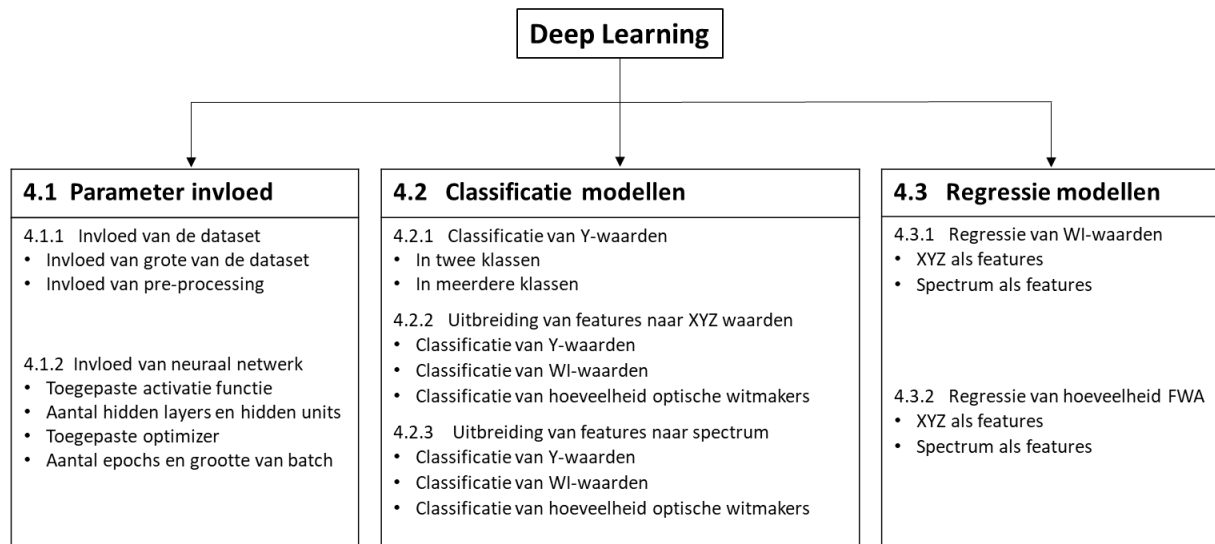 Deep Learning
4.1 Parameter invloed
4.1.1 Invloed van de dataset
• Invloed van grote van de dataset
• Invloed van pre-processing
4.1.2 Invloed van neuraal netwerk
• Toegepaste activatie functie
• Aantal hidden layers en hidden units
• Toegepaste optimizer
• Aantal epochs en grootte van batch
4.2 Classificatie modellen
4.2.1 Classificatie van Y-waarden
• In twee klassen
• In meerdere klassen
4.2.2 Uitbreiding van features naar XYZ waarden
• Classificatie van Y-waarden
• Classificatie van WI-waarden
• Classificatie van hoeveelheid optische witmakers
4.2.3 Uitbreiding van features naar spectrum
• Classificatie van Y-waarden
• Classificatie van WI-waarden
• Classificatie van hoeveelheid optische witmakers
4.3 Regressie modellen
4.3.1 Regressie van WI-waarden
• XYZ als features
• Spectrum als features
4.3.2 Regressie van hoeveelheid FWA
• XYZ als features
• Spectrum als features